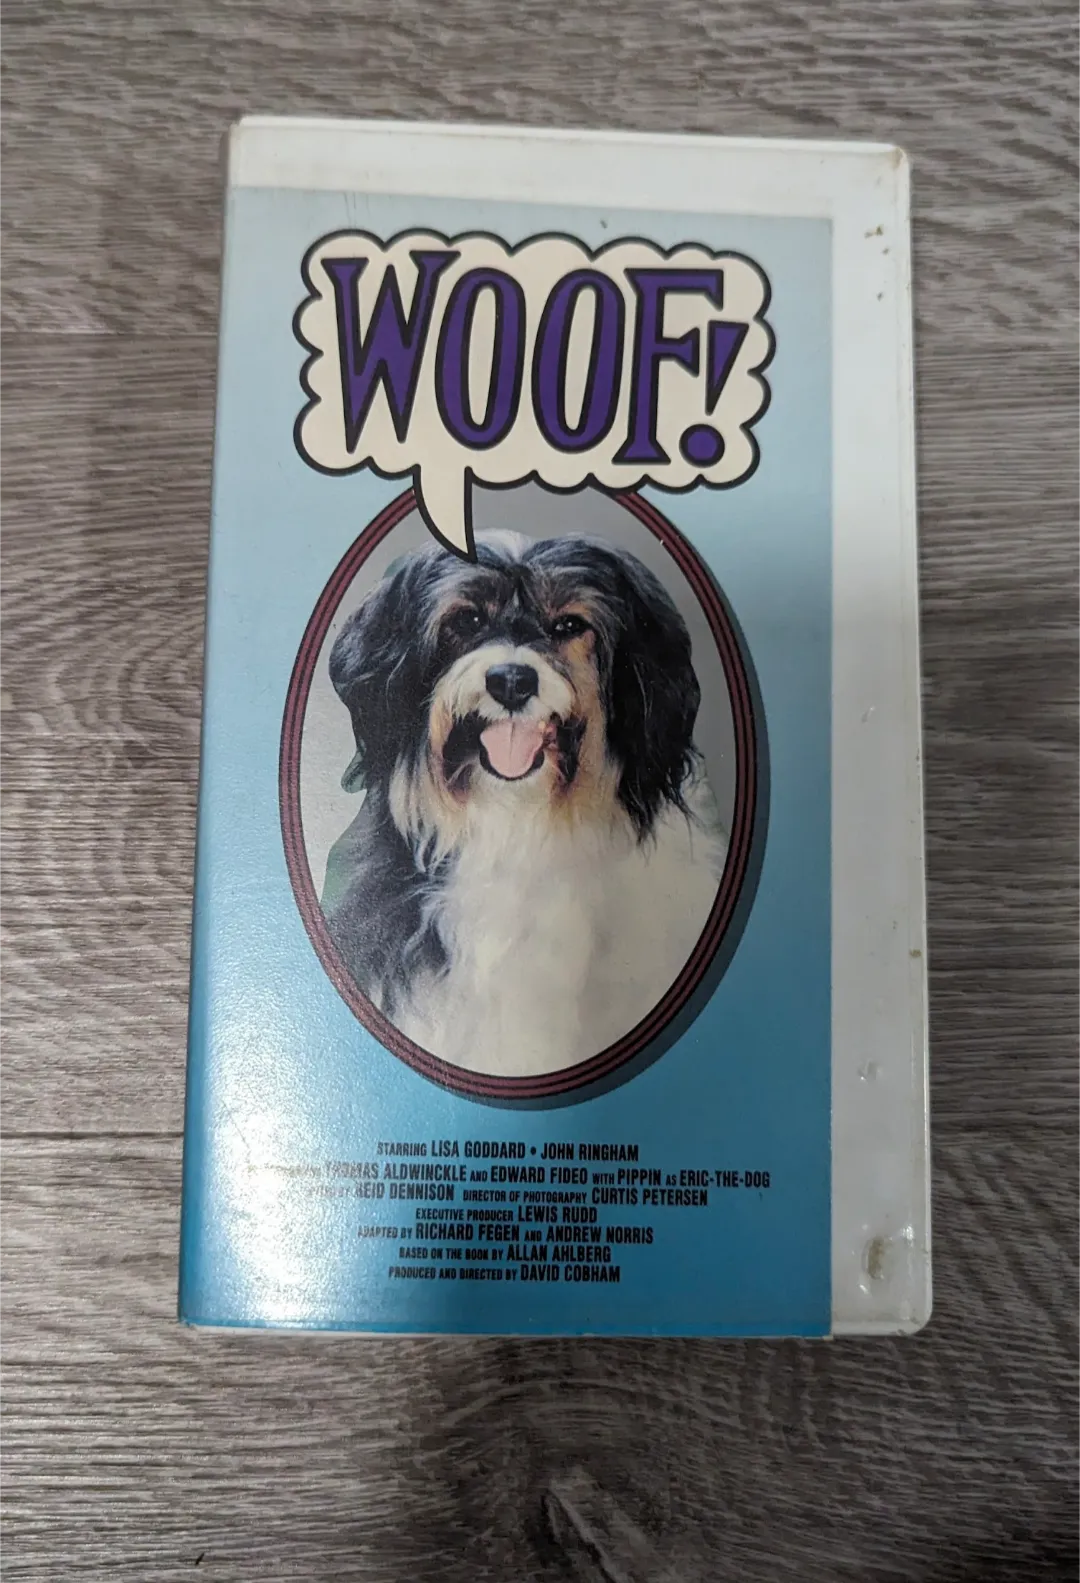 WOOF!
STARRING LISA GODDARD • JOHN RINGHAM
THOMAS ALDWINCKLE AND EDWARD FIDEO WITH PIPPIN AS ERIC-THE-DOG
BY REID DENNISON DIRECTOR OF PHOTOGRAPHY CURTIS PETERSEN
EXECUTIVE PRODUCER LEWIS RUDD
ADAPTED BY RICHARD FEGEN AND ANDREW NORRIS
BASED ON THE BOOK BY ALLAN AHLBERG
PRODUCED AND DIRECTED BY DAVID COBHAM